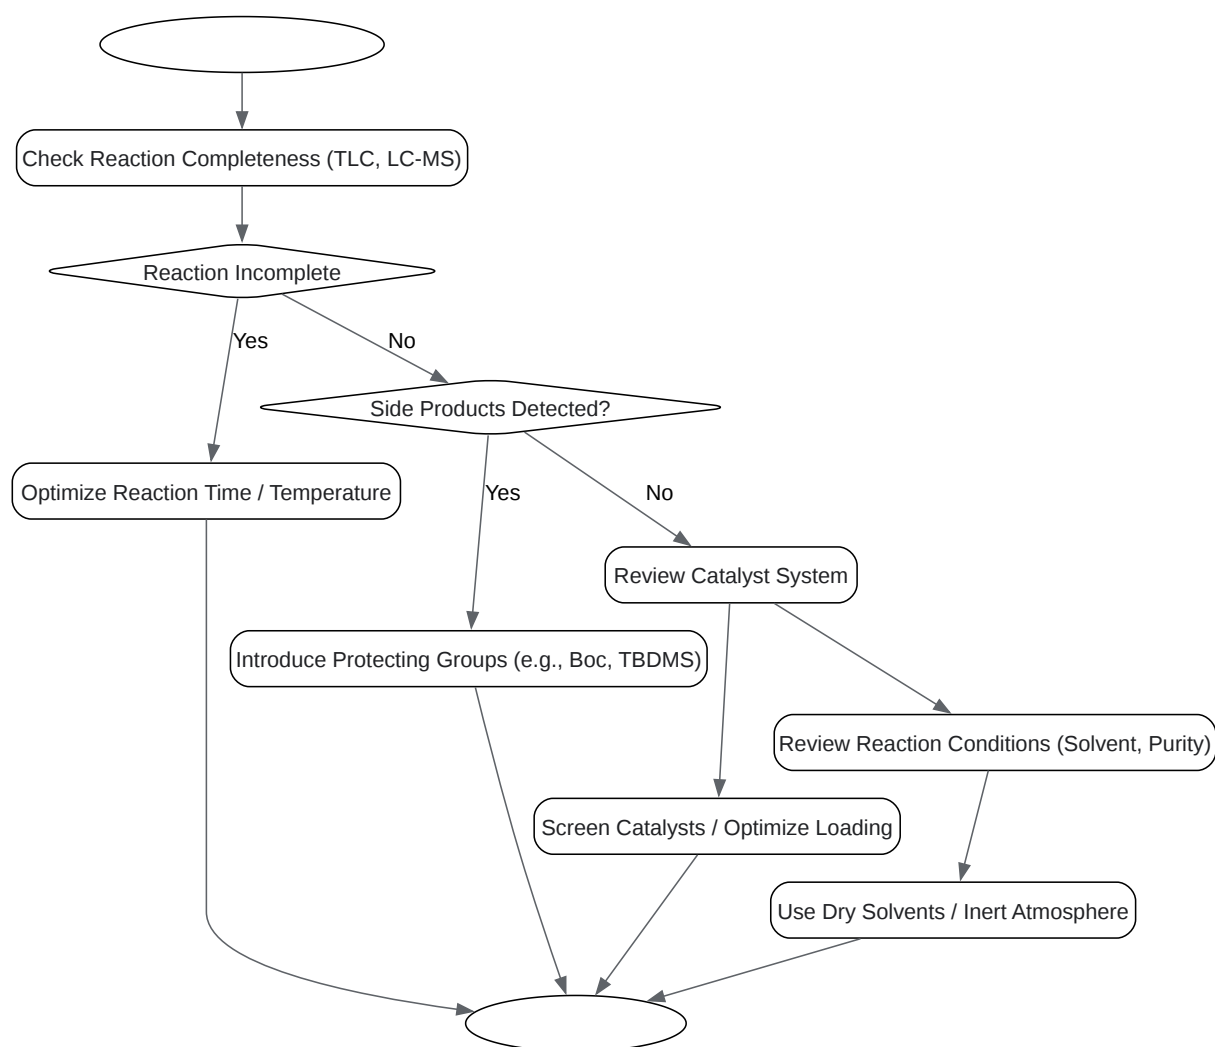 Check Reaction Completeness (TLC, LC-MS)
Reaction Incomplete
Yes
No
Side Products Detected?
Optimize Reaction Time / Temperature
Yes
No
Review Catalyst System
Introduce Protecting Groups (e.g., Boc, TBDMS)
Review Reaction Conditions (Solvent, Purity)
Screen Catalysts / Optimize Loading
Use Dry Solvents / Inert Atmosphere